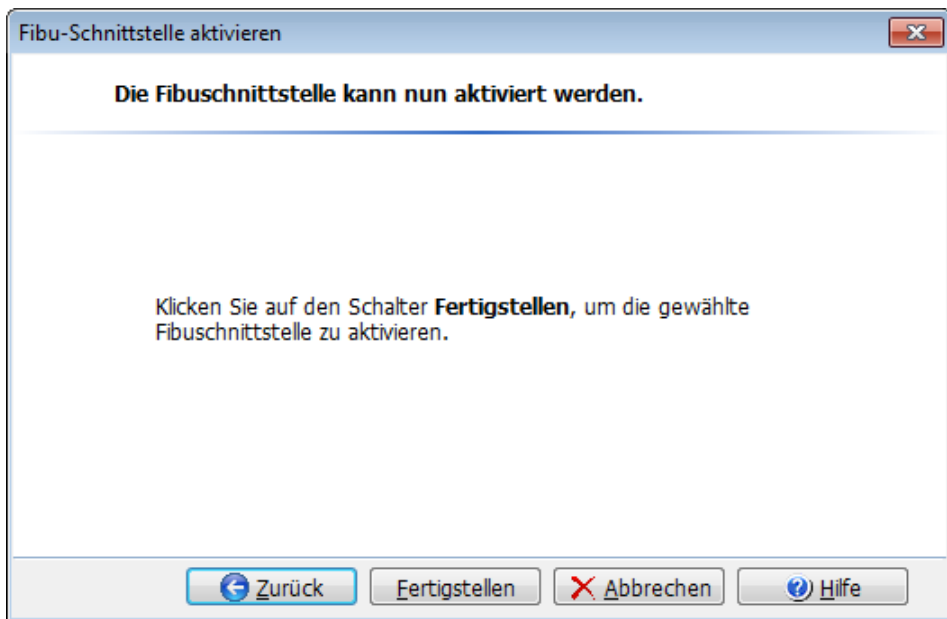 Fibu-Schnittstelle aktivieren
Die Fibuschnittstelle kann nun aktiviert werden.
Klicken Sie auf den Schalter Fertigstellen, um die gewählte
Fibuschnittstelle zu aktivieren.
Zurück Fertigstellen Abbrechen Hilfe